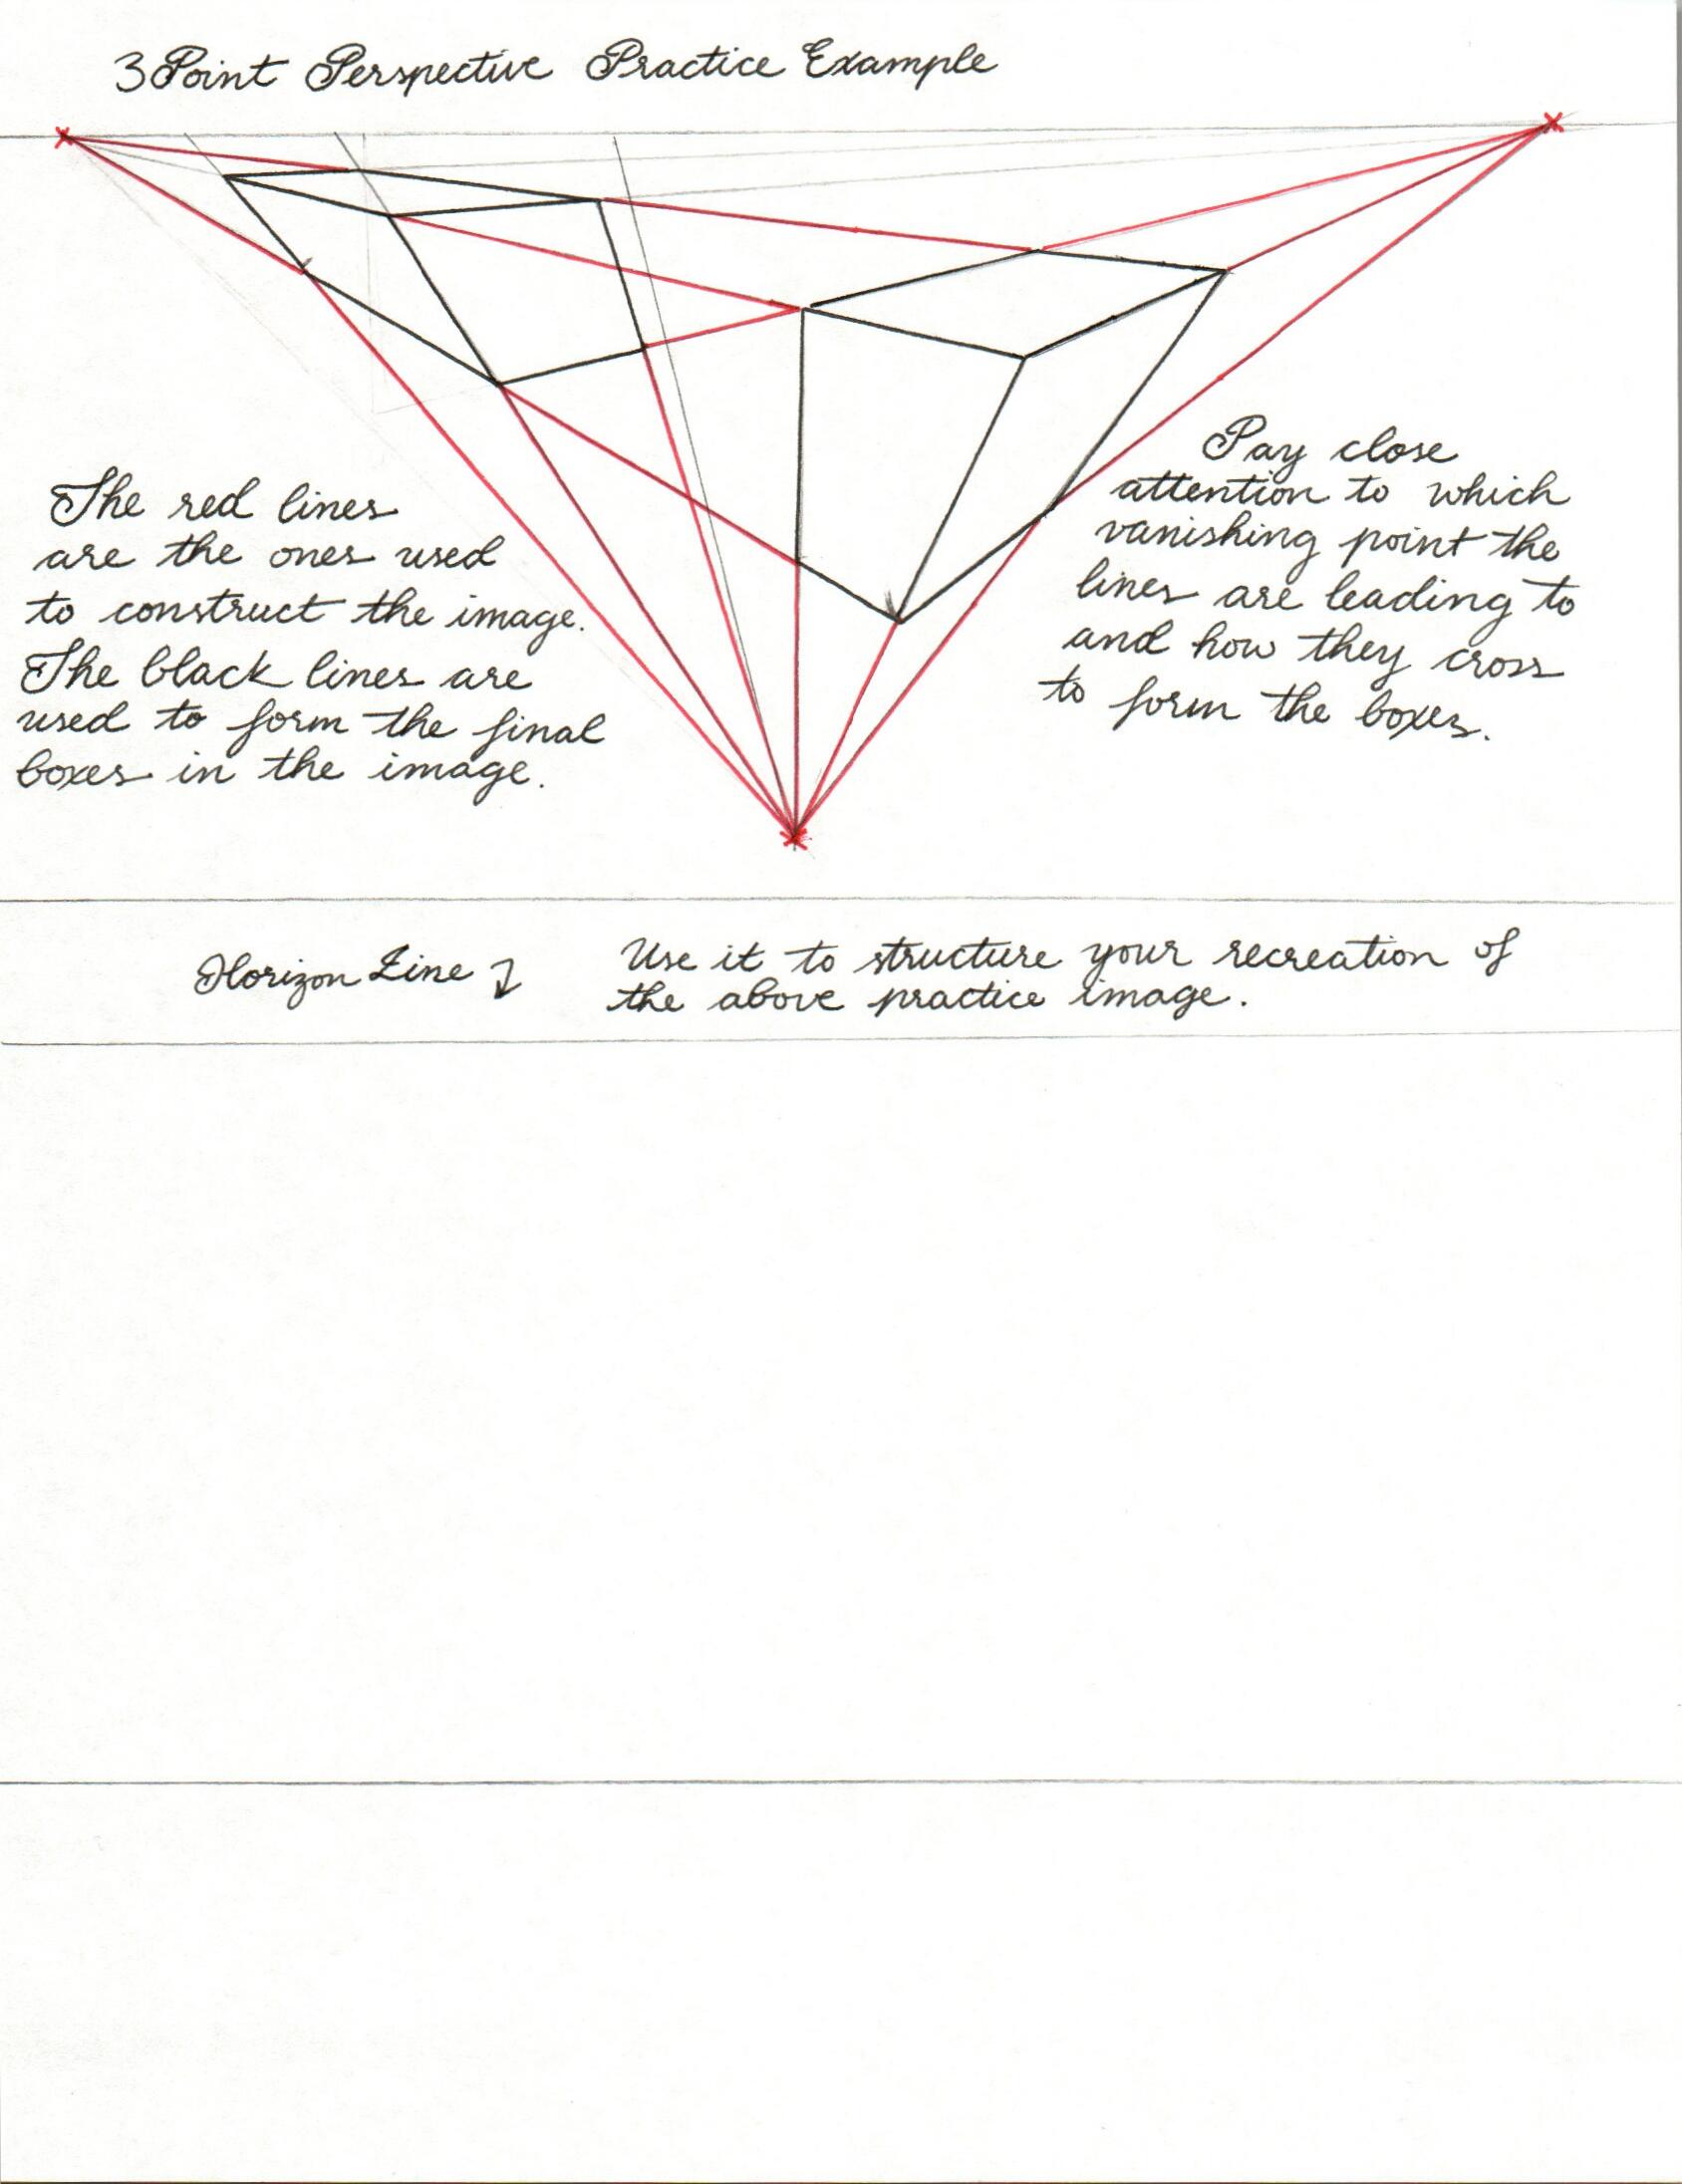 3 Point Perspective Practice Example
The red lines
are the ones used
to construct the image.
The black lines are
used to form the final
boxes in the image.
Pay close
attention to which
vanishing point the
lines are leading to
and how they cross
to form the boxes.
Horizon Line
Use it to structure your recreation of
the above practice image.